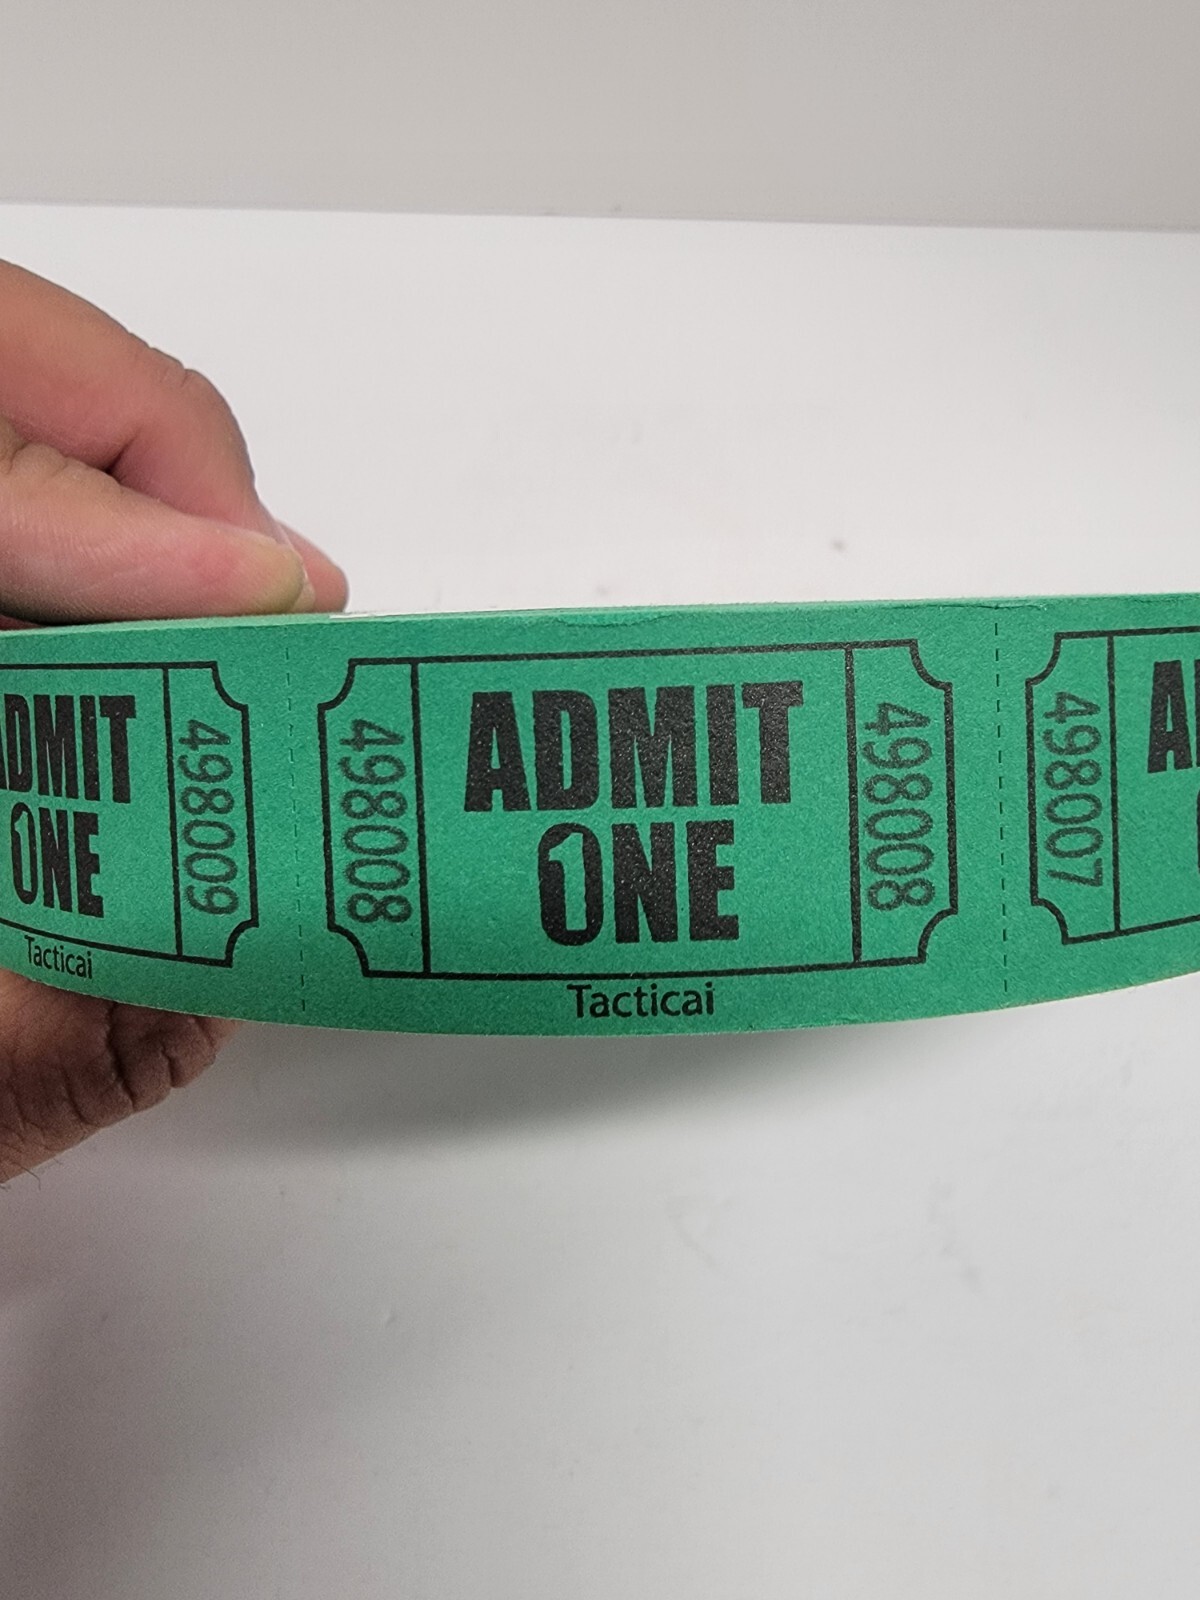 ADMIT
ONE
498009
Tacticai
498008
ADMIT
ONE
498008
Tacticai
498007